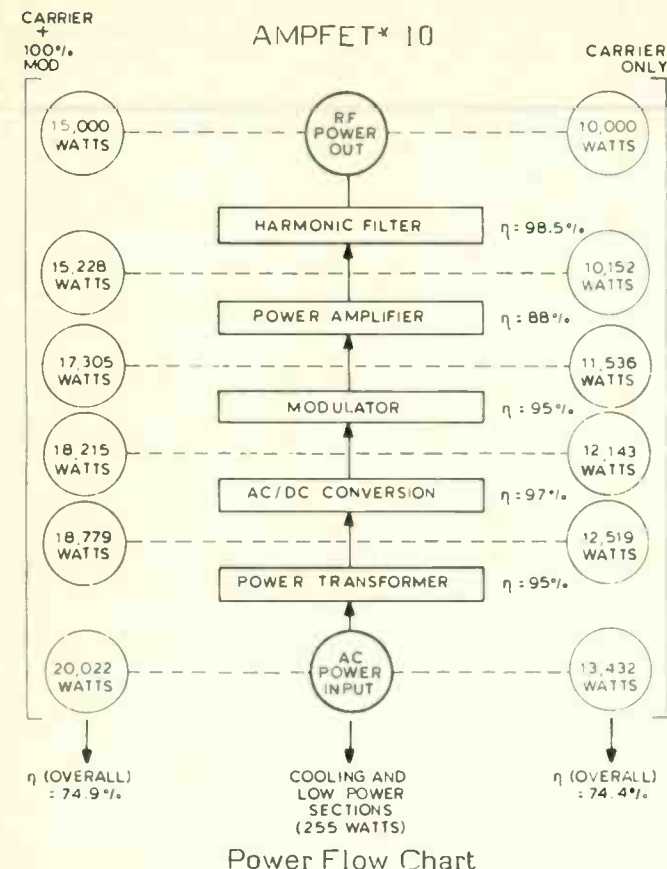 CARRIER
+
100%
MOD
AMPFET* 10
CARRIER
ONLY
15,000
WATTS
RF
POWER
OUT
10,000
WATTS
HARMONIC FILTER
η=98.5%
15,228
WATTS
10,152
WATTS
POWER AMPLIFIER
η=88%
17,305
WATTS
11,536
WATTS
MODULATOR
η=95%
18,215
WATTS
12,143
WATTS
AC/DC CONVERSION
η=97%
18,779
WATTS
12,519
WATTS
POWER TRANSFORMER
η=95%
20,022
WATTS
AC
POWER
INPUT
13,432
WATTS
η (OVERALL)
=74.9%
COOLING AND
LOW POWER
SECTIONS
(255 WATTS)
η (OVERALL)
=74.4%
Power Flow Chart